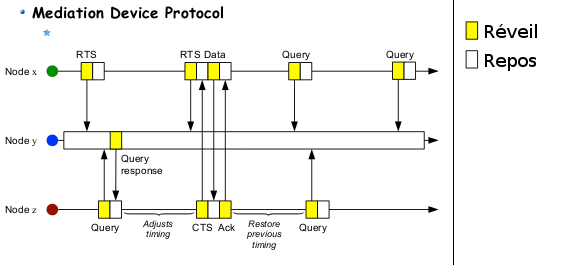 Mediation Device Protocol
Réveil
Repos
RTS
RTS Data
Query
Query
Node x
Node y
Query
response
Node z
Query
Adjusts
timing
CTS Ack
Restore
previous
timing
Query